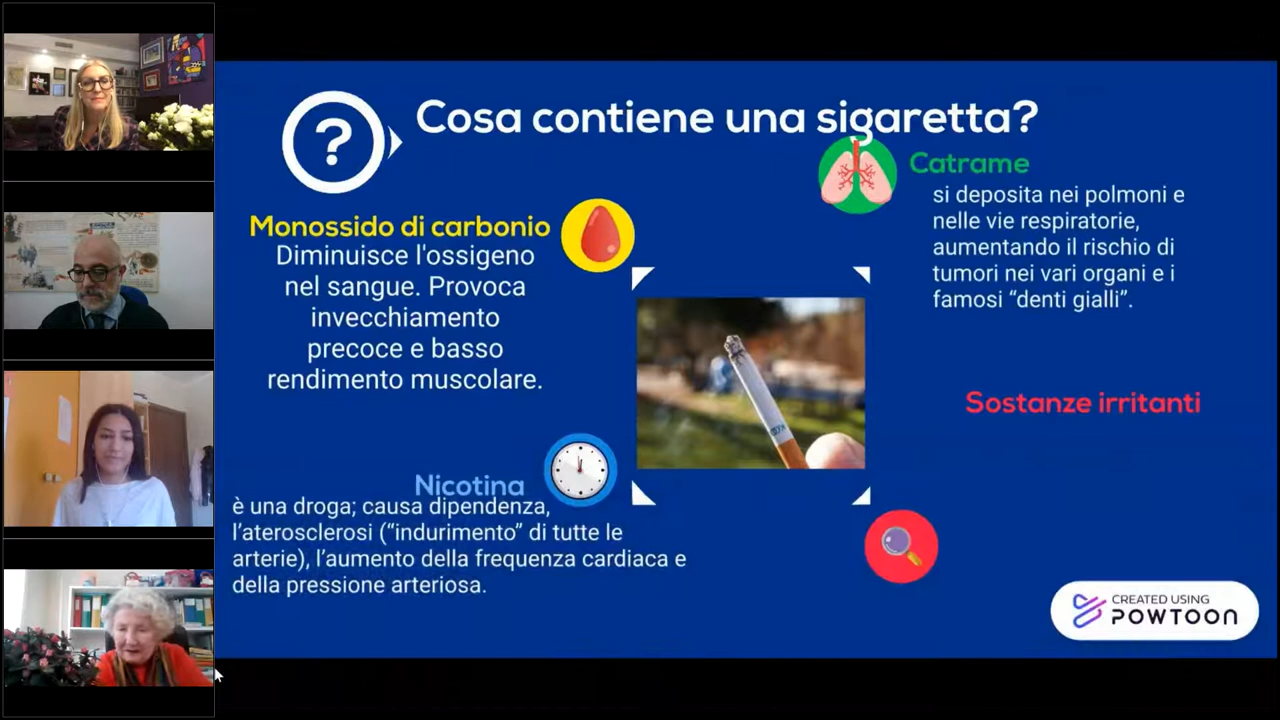 Cosa contiene una sigaretta?
?
Catrame
si deposita nei polmoni e
nelle vie respiratorie,
aumentando il rischio di
tumori nei vari organi e i
famosi “denti gialli”.
Monossido di carbonio
Diminuisce l'ossigeno
nel sangue. Provoca
invecchiamento
precoce e basso
rendimento muscolare.
Sostanze irritanti
Nicotina
è una droga; causa dipendenza,
l’aterosclerosi (“indurimento” di tutte le
arterie), l’aumento della frequenza cardiaca e
della pressione arteriosa.
CREATED USING
POWTOON